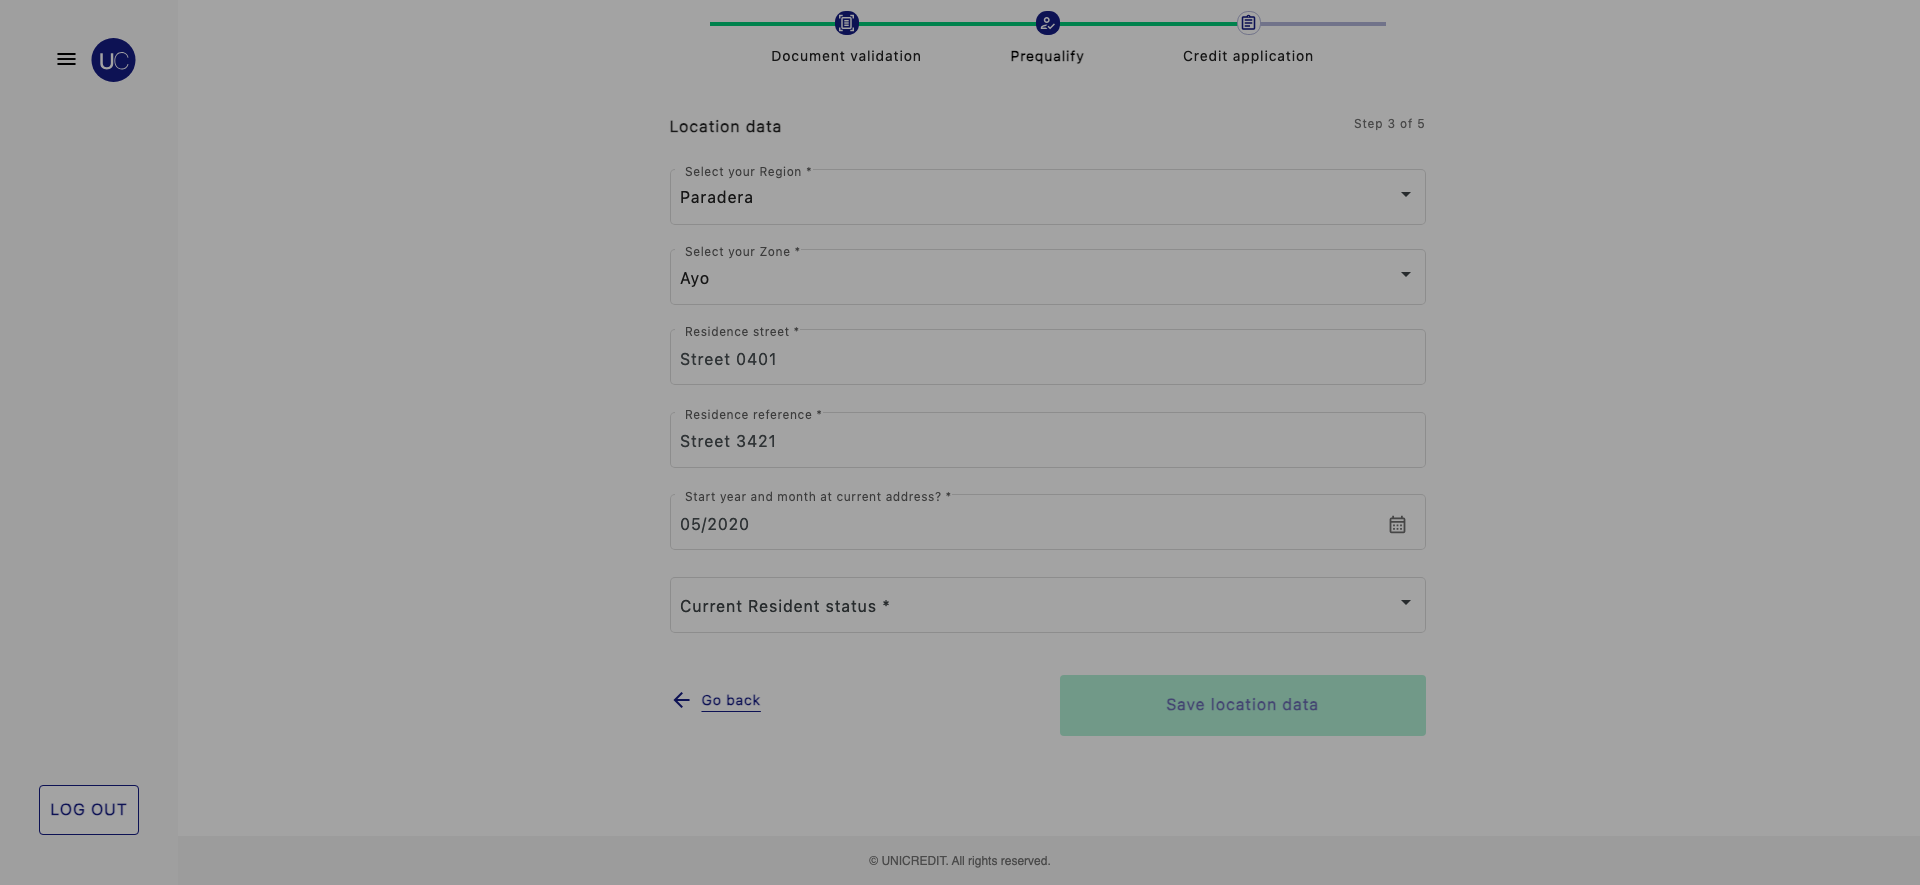 UC
Document validation
Prequalify
Credit application
Location data
Step 3 of 5
Select your Region *
Paradera
Select your Zone *
Ayo
Residence street *
Street 0401
Residence reference *
Street 3421
Start year and month at current address? *
05/2020
Current Resident status *
Go back
Save location data
LOG OUT
© UNICREDIT. All rights reserved.